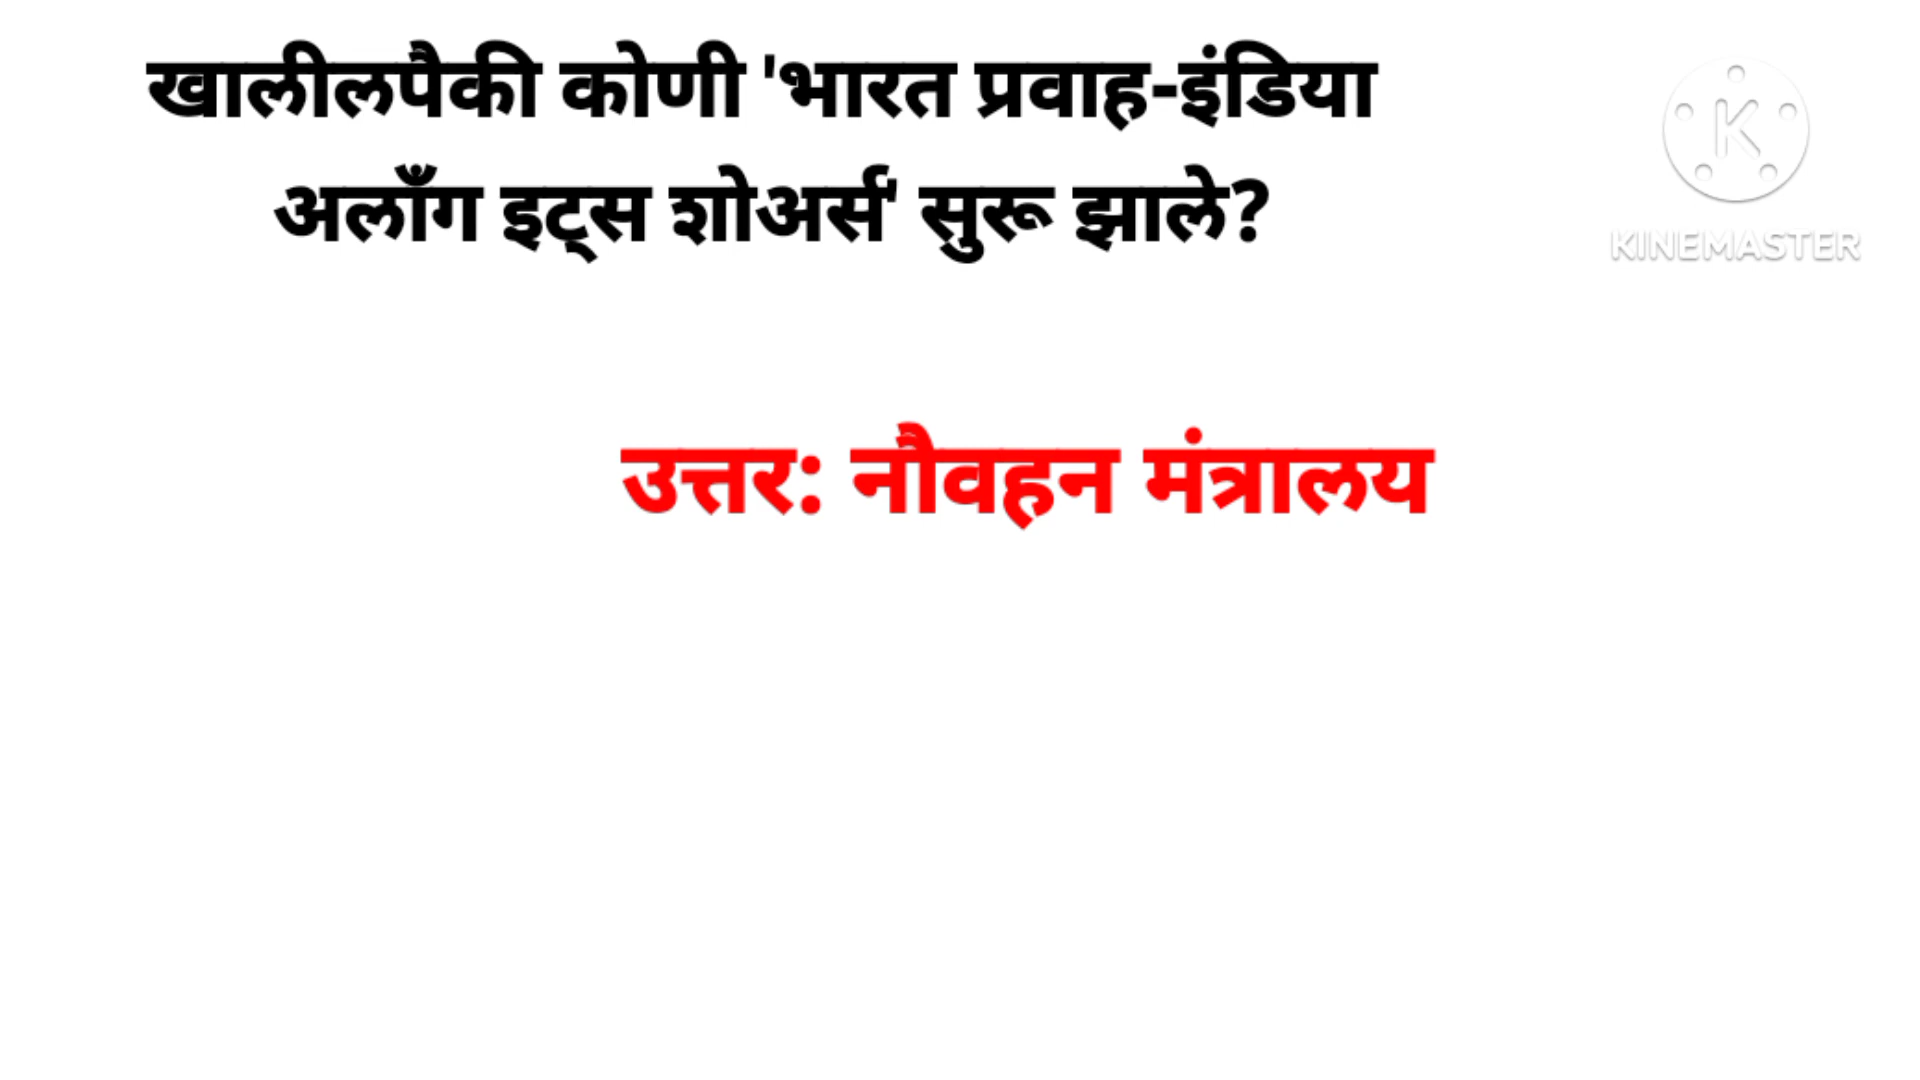 खालीलपैकी कोणी 'भारत प्रवाह-इंडिया
अलाँग इट्स शोअर्स' सुरू झाले?
K
KINEMASTER
उत्तर: नौवहन मंत्रालय